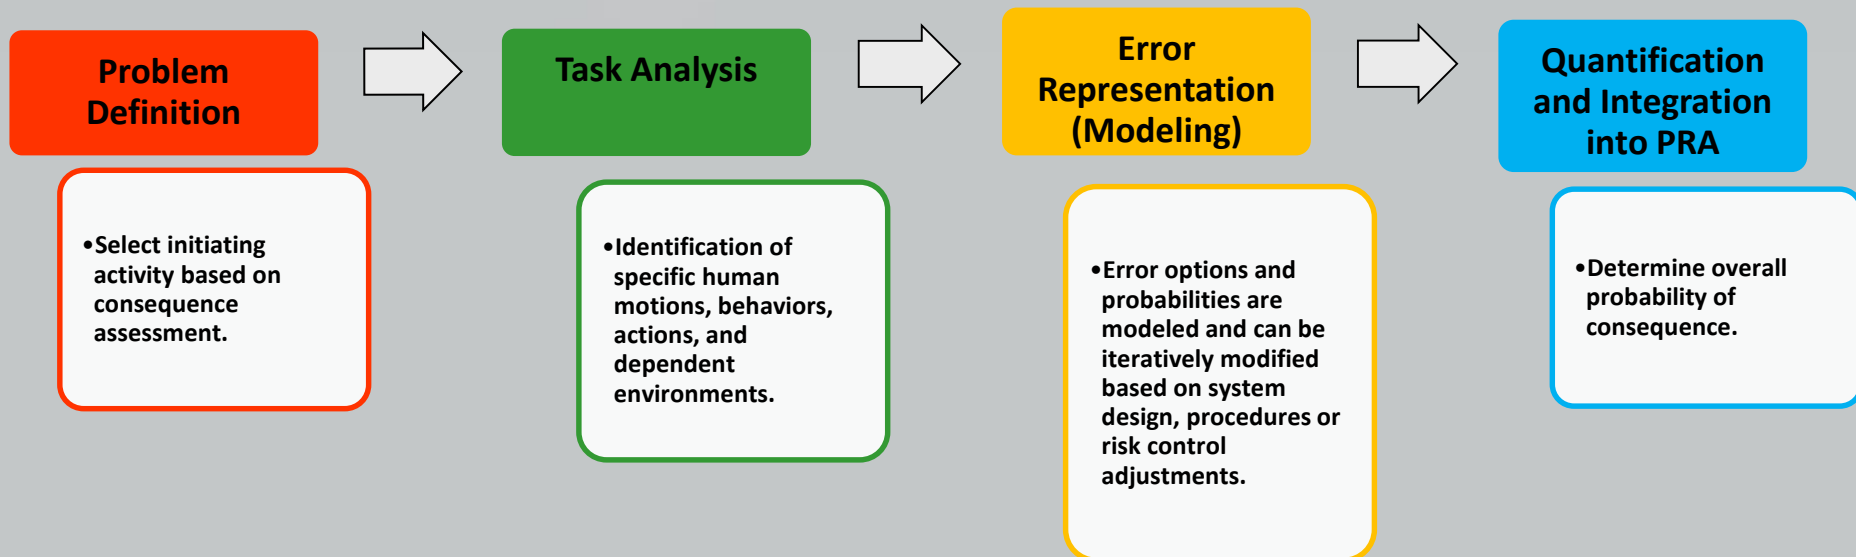 Problem
Definition
•Select initiating
activity based on
consequence
assessment.
Task Analysis
•Identification of
specific human
motions, behaviors,
actions, and
dependent
environments.
Error
Representation
(Modeling)
•Error options and
probabilities are
modeled and can be
iteratively modified
based on system
design, procedures or
risk control
adjustments.
Quantification
and Integration
into PRA
•Determine overall
probability of
consequence.